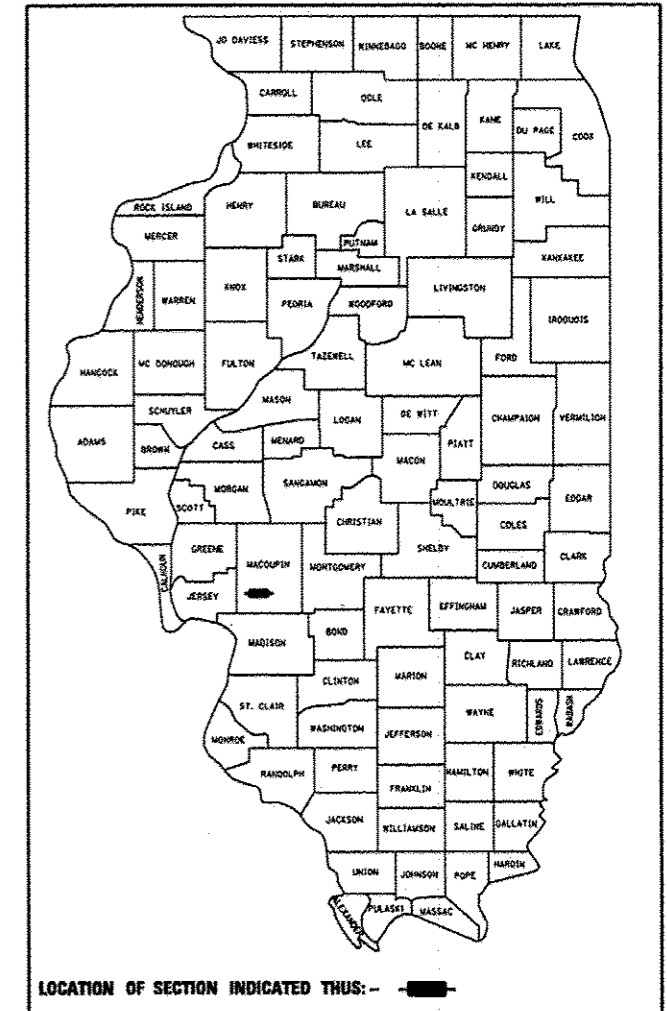 JO DAVIESS STEPHENSON WINNEBAGO BOONE MC HENRY LAKE
CARROLL OGLE DE KALB KANE DU PAGE COOK
WHITESIDE LEE KENDALL WILL
ROCK ISLAND HENRY BUREAU LA SALLE GRUNDY
MERCER PUTNAM KANKAKEE
STARK MARSHALL
HENDERSON WARREN KNOX PEORIA WOODFORD LIVINGSTON IROQUOIS
HANCOCK MC DONOUGH FULTON TAZEWELL MC LEAN FORD
SCHUYLER MASON DE WITT CHAMPAIGN VERMILION
ADAMS BROWN CASS MENARD LOGAN PIATT
MACON
PIKE SCOTT MORGAN SANGAMON MOULTRIE DOUGLAS EDGAR
CHRISTIAN COLES
GREENE MACOUPIN MONTGOMERY SHELBY CUMBERLAND CLARK
CALHOUN JERSEY FAYETTE EFFINGHAM JASPER CRAWFORD
MADISON BOND
CLAY RICHLAND LAWRENCE
CLINTON MARION
ST. CLAIR WAYNE EDWARDS WABASH
MONROE WASHINGTON JEFFERSON
RANDOLPH PERRY HAMILTON WHITE
FRANKLIN
JACKSON WILLIAMSON SALINE GALLATIN
UNION JOHNSON POPE HARDIN
ALEXANDER PULASKI MASSAC
LOCATION OF SECTION INDICATED THUS: -